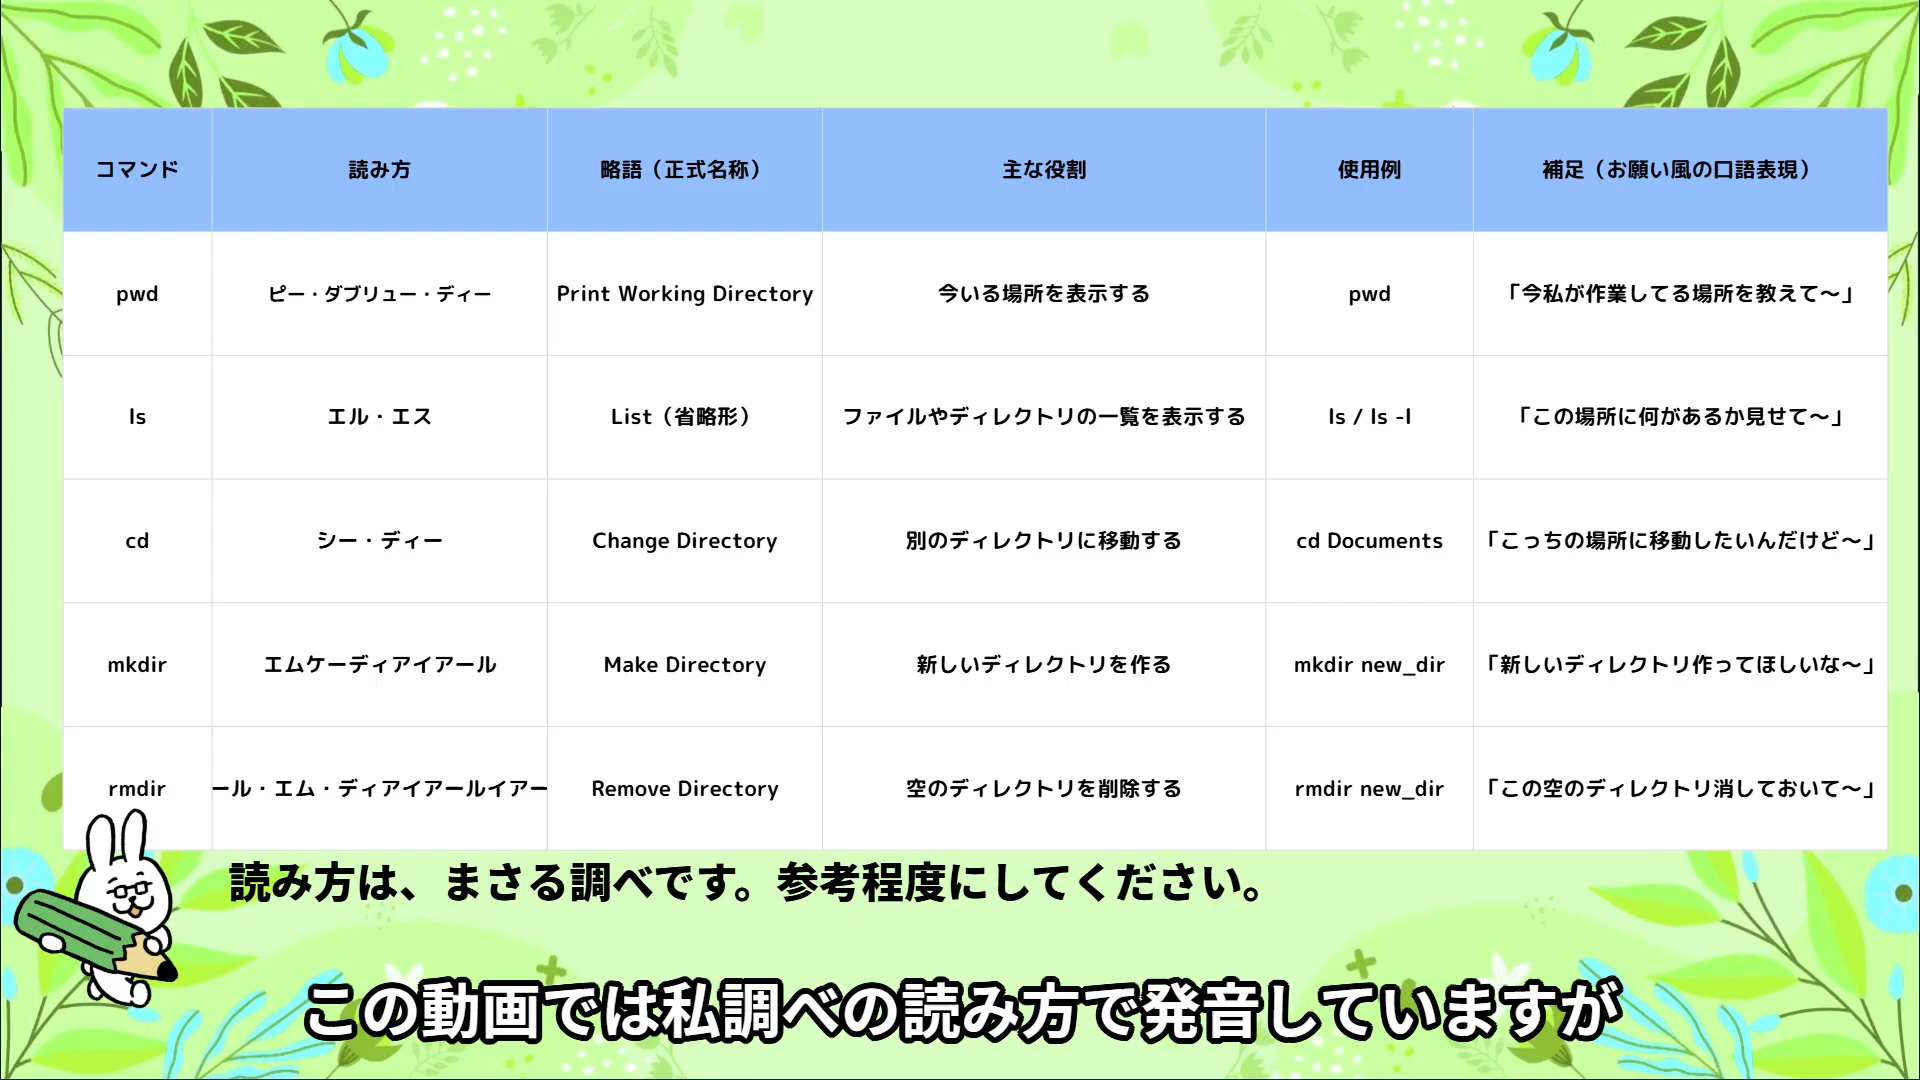 コマンド 読み方 略語（正式名称） 主な役割 使用例 補足（お願い風の口語表現）
pwd ピー・ダブリュー・ディー Print Working Directory 今いる場所を表示する pwd 「今私が作業してる場所を教えて～」
ls エル・エス List（省略形） ファイルやディレクトリの一覧を表示する ls / ls -l 「この場所に何があるか見せて～」
cd シー・ディー Change Directory 別のディレクトリに移動する cd Documents 「こっちの場所に移動したいんだけど～」
mkdir エムケーディアイアール Make Directory 新しいディレクトリを作る mkdir new_dir 「新しいディレクトリ作ってほしいな～」
rmdir ール・エム・ディアイアールイアー Remove Directory 空のディレクトリを削除する rmdir new_dir 「この空のディレクトリ消しておいて～」
読み方は、まさる調べです。参考程度にしてください。
この動画では私調べの読み方で発音していますが